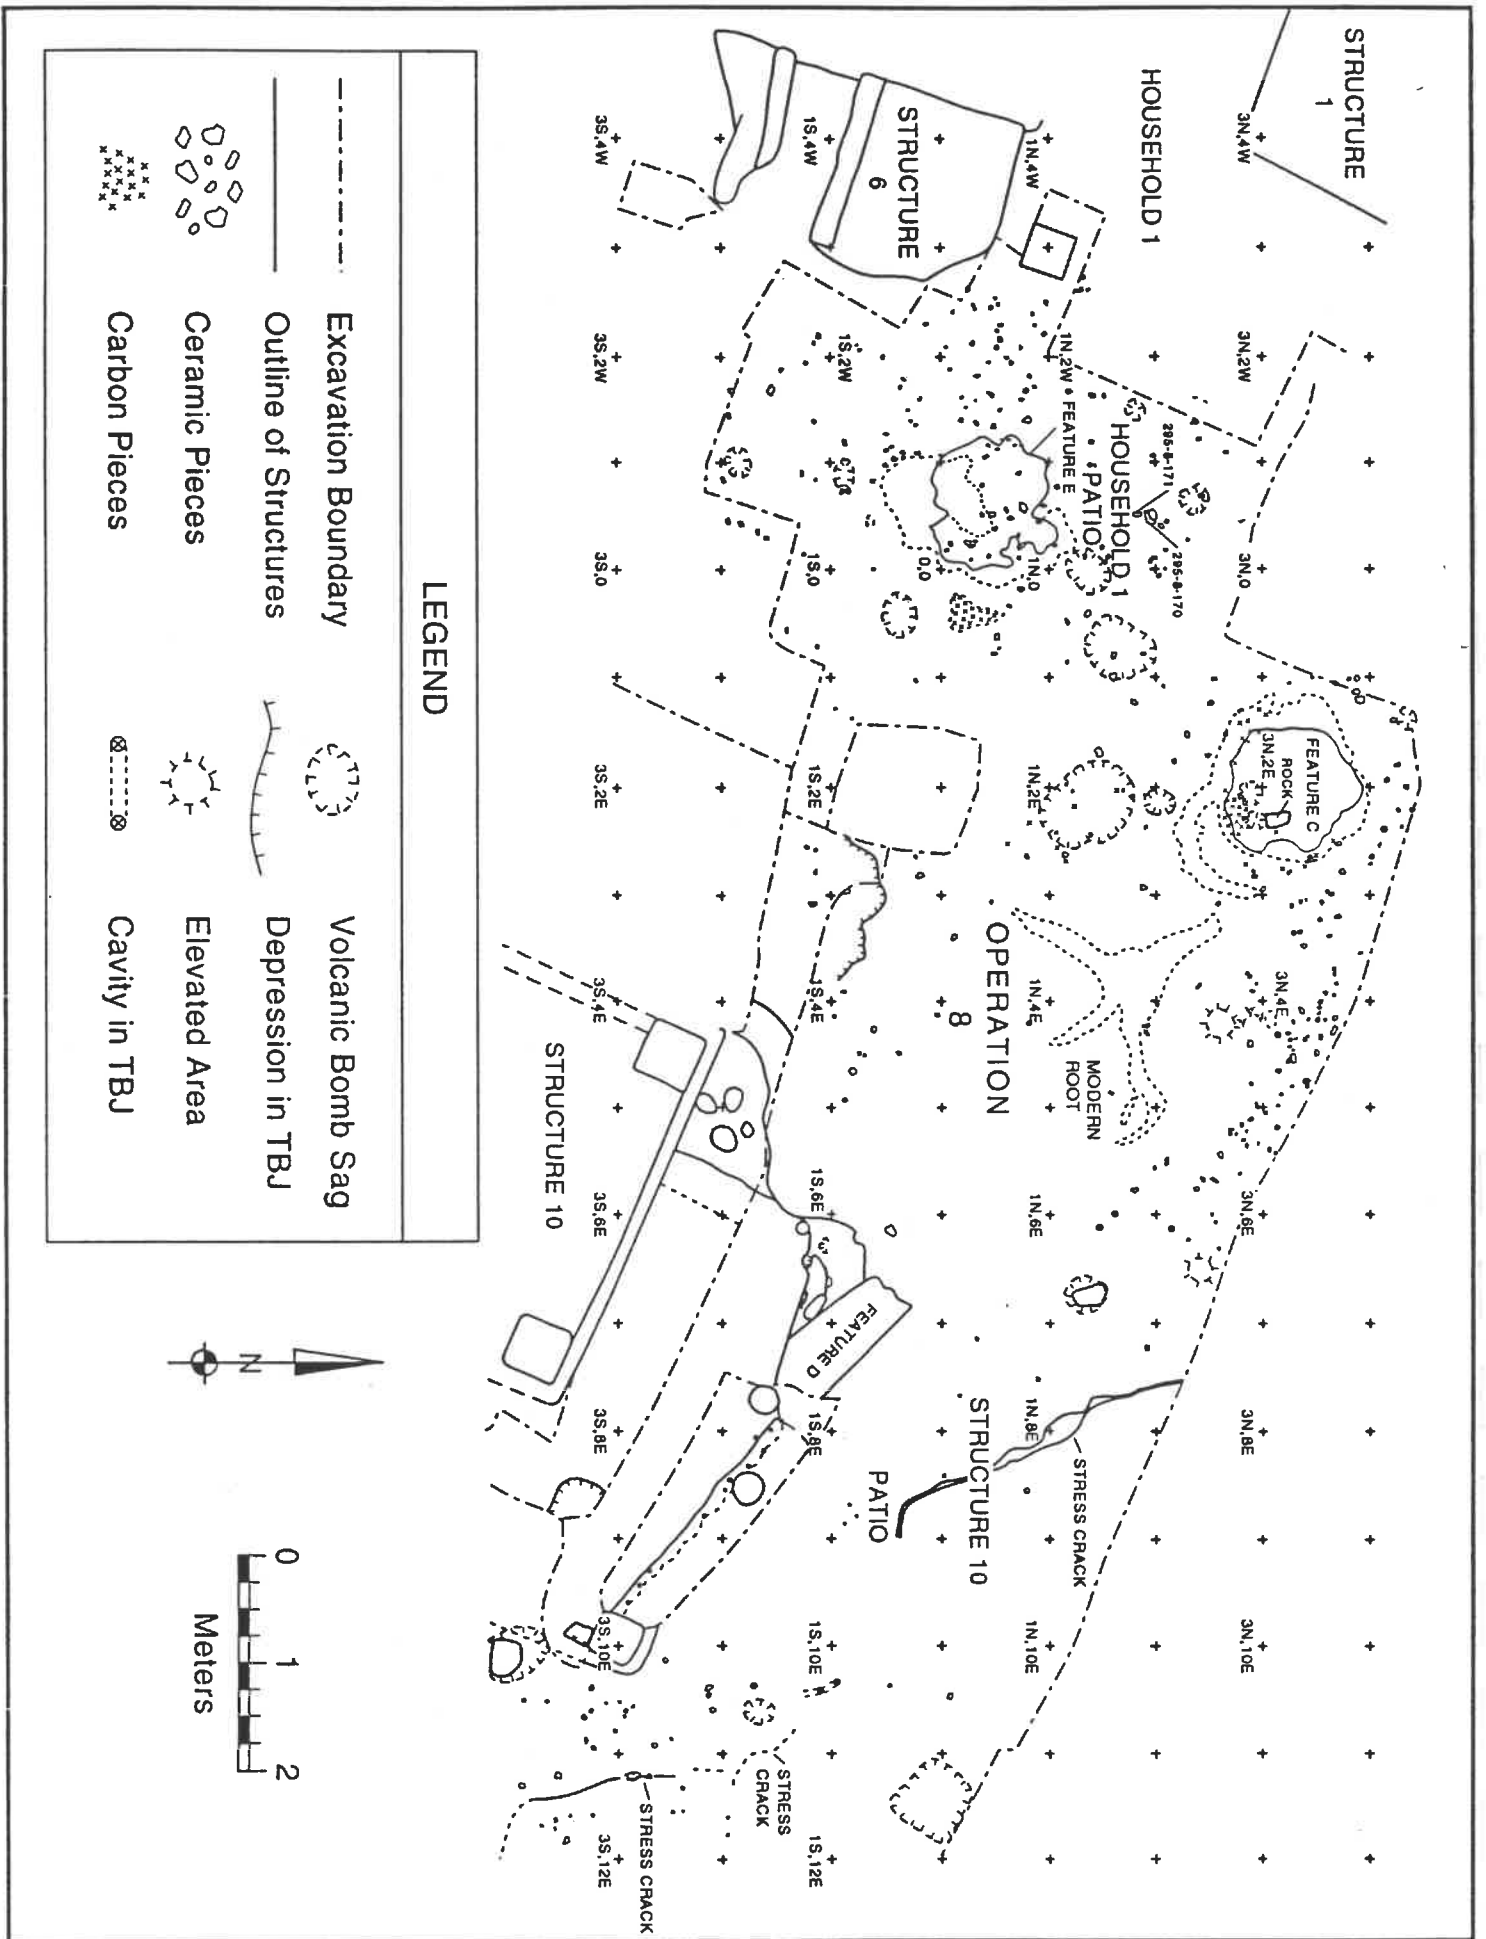 STRUCTURE
1
HOUSEHOLD 1
STRUCTURE
6
3N,4W
1N,4W
1S,4W
3S,4W
3N,2W
1N,2W
1S,2W
3S,2W
FEATURE E
HOUSEHOLD 1
PATIO
295-8-171
295-8-170
3N,0
1N,0
0,0
1S,0
3S,0
FEATURE C
ROCK
3N,2E
1N,2E
1S,2E
3S,2E
OPERATION
8
3N,4E
1N,4E
1S,4E
3S,4E
MODERN
ROOT
STRUCTURE 10
3N,6E
1N,6E
1S,6E
3S,6E
FEATURE D
3N,8E
1N,8E
1S,8E
3S,8E
STRESS CRACK
STRUCTURE 10
PATIO
3N,10E
1N,10E
1S,10E
3S,10E
STRESS
CRACK
STRESS CRACK
1S,12E
3S,12E
LEGEND
Excavation Boundary
Outline of Structures
Ceramic Pieces
Carbon Pieces
Volcanic Bomb Sag
Depression in TBJ
Elevated Area
Cavity in TBJ
N
0 1 2
Meters